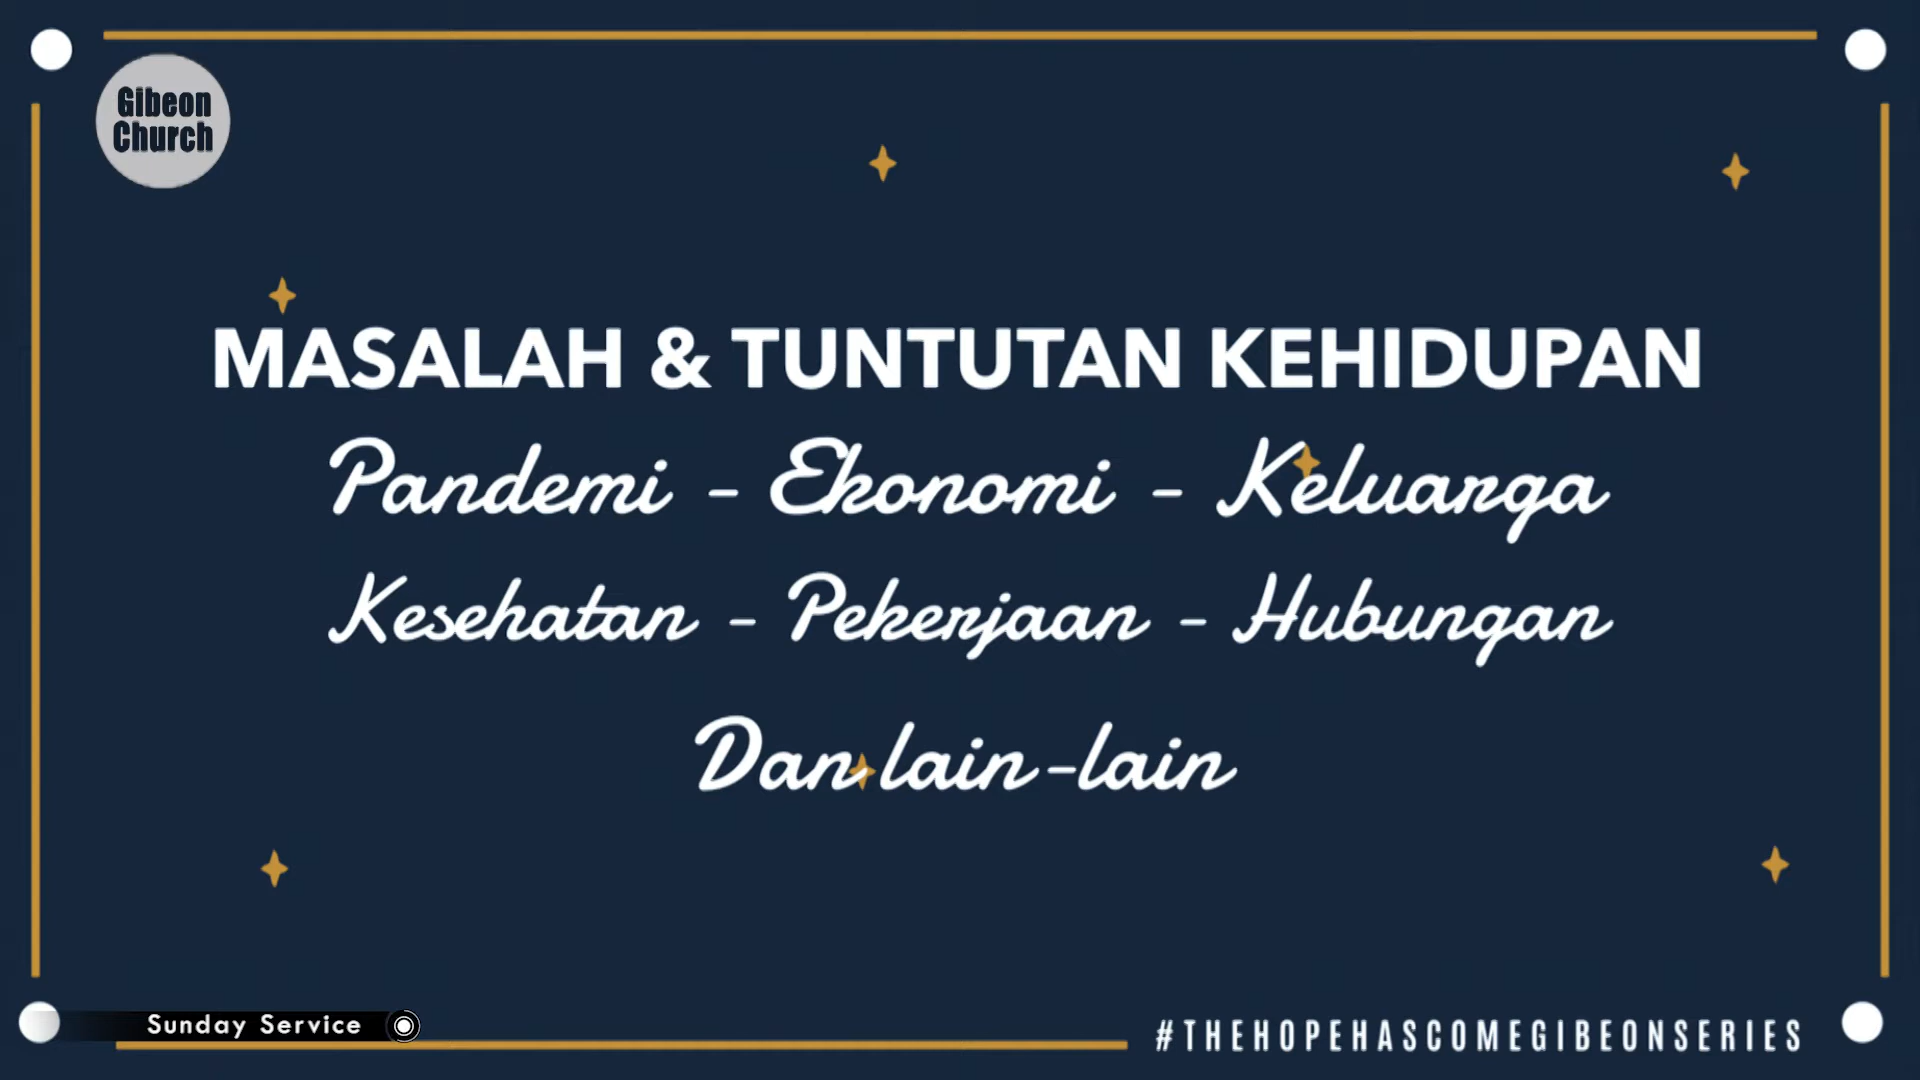 Gibeon
Church
MASALAH & TUNTUTAN KEHIDUPAN
Pandemi - Ekonomi - Keluarga
Kesehatan - Pekerjaan - Hubungan
Dan lain-lain
Sunday Service
#THEHOPEHASCOMEGIBEONSERIES